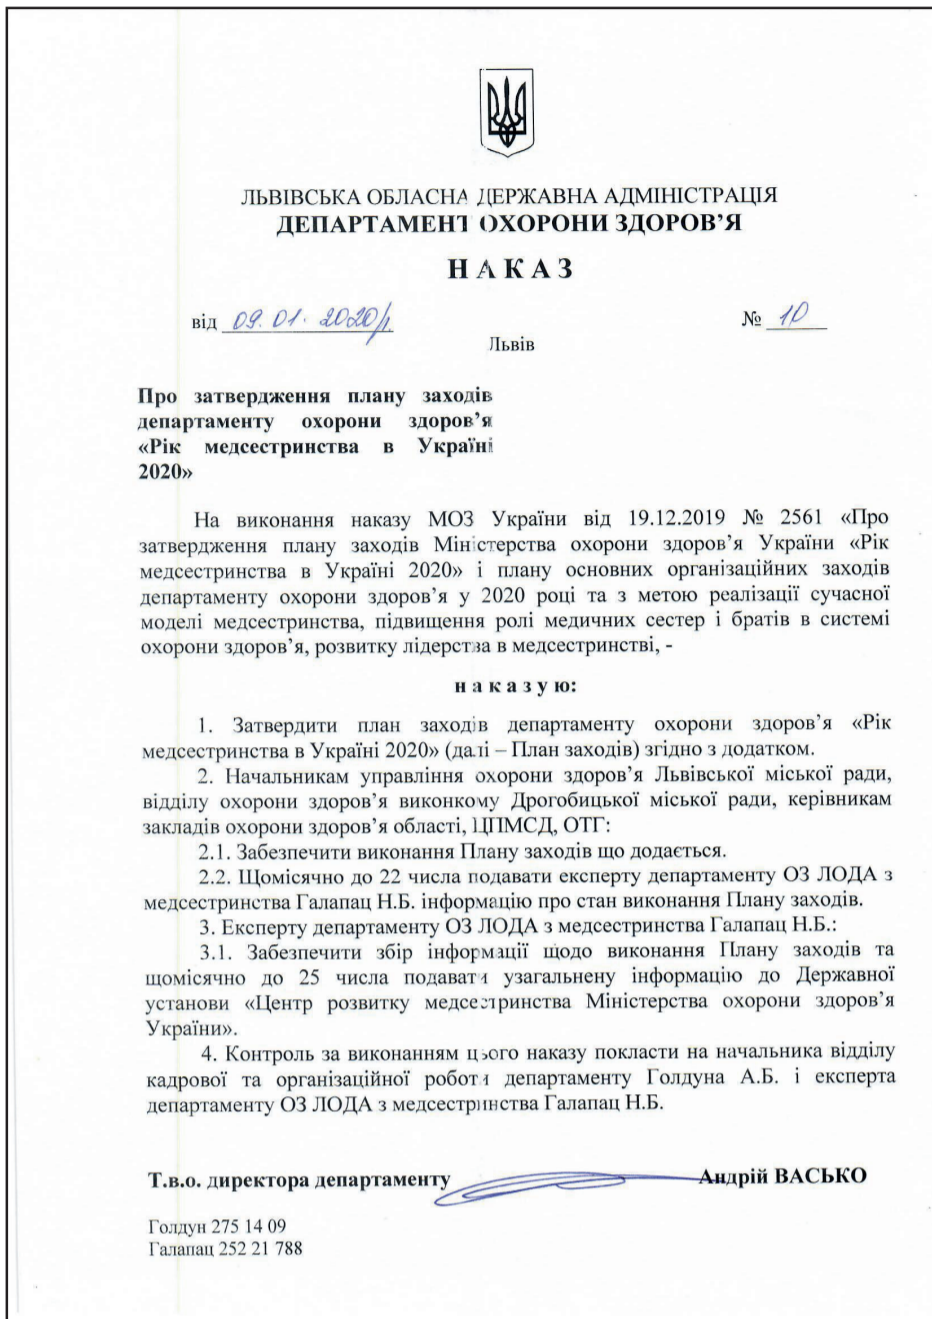 ЛЬВІВСЬКА ОБЛАСНА ДЕРЖАВНА АДМІНІСТРАЦІЯ
ДЕПАРТАМЕНТ ОХОРОНИ ЗДОРОВ’Я
Н А К А З
від 09.01.2020р. № 10
Львів
Про затвердження плану заходів
департаменту охорони здоров’я
«Рік медсестринства в Україні
2020»
На виконання наказу МОЗ України від 19.12.2019 № 2561 «Про
затвердження плану заходів Міністерства охорони здоров’я України «Рік
медсестринства в Україні 2020» і плану основних організаційних заходів
департаменту охорони здоров’я у 2020 році та з метою реалізації сучасної
моделі медсестринства, підвищення ролі медичних сестер і братів в системі
охорони здоров’я, розвитку лідерства в медсестринстві, -
н а к а з у ю:
1. Затвердити план заходів департаменту охорони здоров’я «Рік
медсестринства в Україні 2020» (далі – План заходів) згідно з додатком.
2. Начальникам управління охорони здоров’я Львівської міської ради,
відділу охорони здоров’я виконкому Дрогобицької міської ради, керівникам
закладів охорони здоров’я області, ЦПМСД, ОТГ:
2.1. Забезпечити виконання Плану заходів що додається.
2.2. Щомісячно до 22 числа подавати експерту департаменту ОЗ ЛОДА з
медсестринства Галапац Н.Б. інформацію про стан виконання Плану заходів.
3. Експерту департаменту ОЗ ЛОДА з медсестринства Галапац Н.Б.:
3.1. Забезпечити збір інформації щодо виконання Плану заходів та
щомісячно до 25 числа подавати узагальнену інформацію до Державної
установи «Центр розвитку медсестринства Міністерства охорони здоров’я
України».
4. Контроль за виконанням цього наказу покласти на начальника відділу
кадрової та організаційної роботи департаменту Голдуна А.Б. і експерта
департаменту ОЗ ЛОДА з медсестринства Галапац Н.Б.
Т.в.о. директора департаменту Андрій ВАСЬКО
Голдун 275 14 09
Галапац 252 21 788